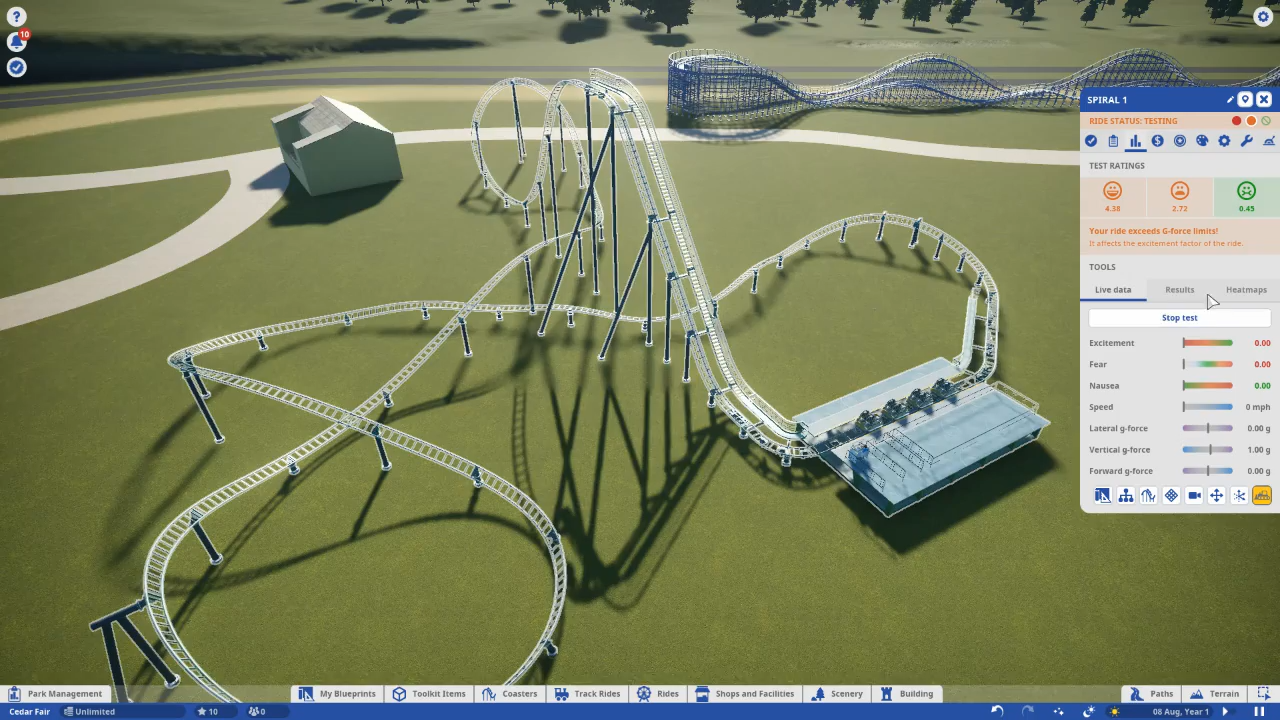 ?
10
SPIRAL 1
RIDE STATUS: TESTING
TEST RATINGS
4.38
2.72
0.45
Your ride exceeds G-force limits!
It affects the excitement factor of the ride.
TOOLS
Live data Results Heatmaps
Stop test
Excitement 0.00
Fear 0.00
Nausea 0.00
Speed 0 mph
Lateral g-force 0.00 g
Vertical g-force 1.00 g
Forward g-force 0.00 g
Park Management My Blueprints Toolkit Items Coasters Track Rides Rides Shops and Facilities Scenery Building Paths Terrain
Cedar Fair Unlimited 10 0 08 Aug, Year 1